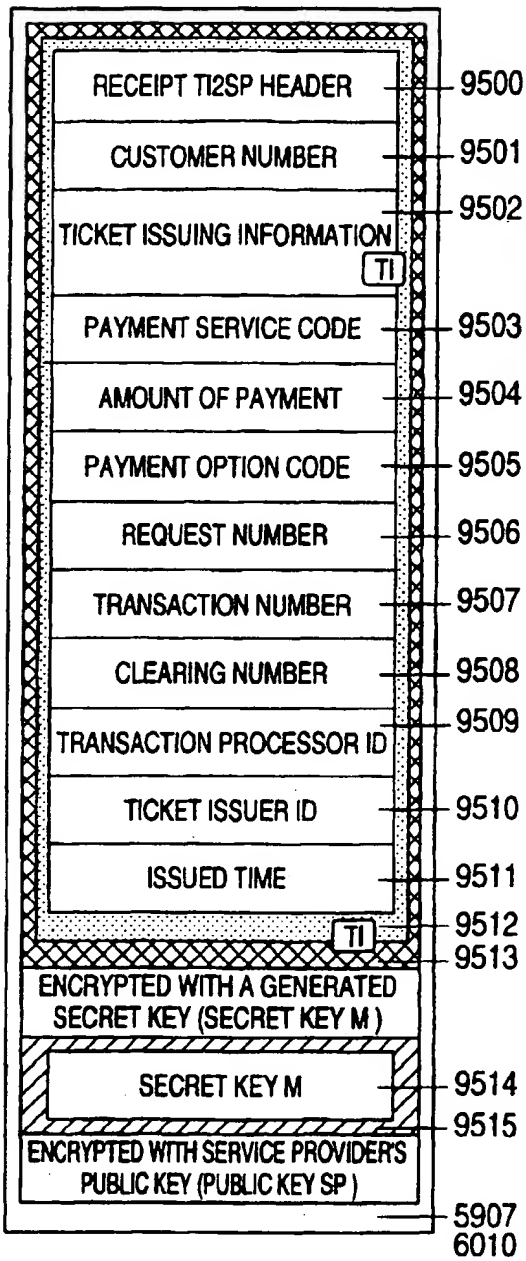 RECEIPT TI2SP HEADER 9500
CUSTOMER NUMBER 9501
9502
TICKET ISSUING INFORMATION
TI
PAYMENT SERVICE CODE 9503
AMOUNT OF PAYMENT 9504
PAYMENT OPTION CODE 9505
REQUEST NUMBER 9506
TRANSACTION NUMBER 9507
CLEARING NUMBER 9508
9509
TRANSACTION PROCESSOR ID
TICKET ISSUER ID 9510
ISSUED TIME 9511
TI 9512
9513
ENCRYPTED WITH A GENERATED
SECRET KEY (SECRET KEY M )
SECRET KEY M 9514
9515
ENCRYPTED WITH SERVICE PROVIDER'S
PUBLIC KEY (PUBLIC KEY SP )
5907
6010